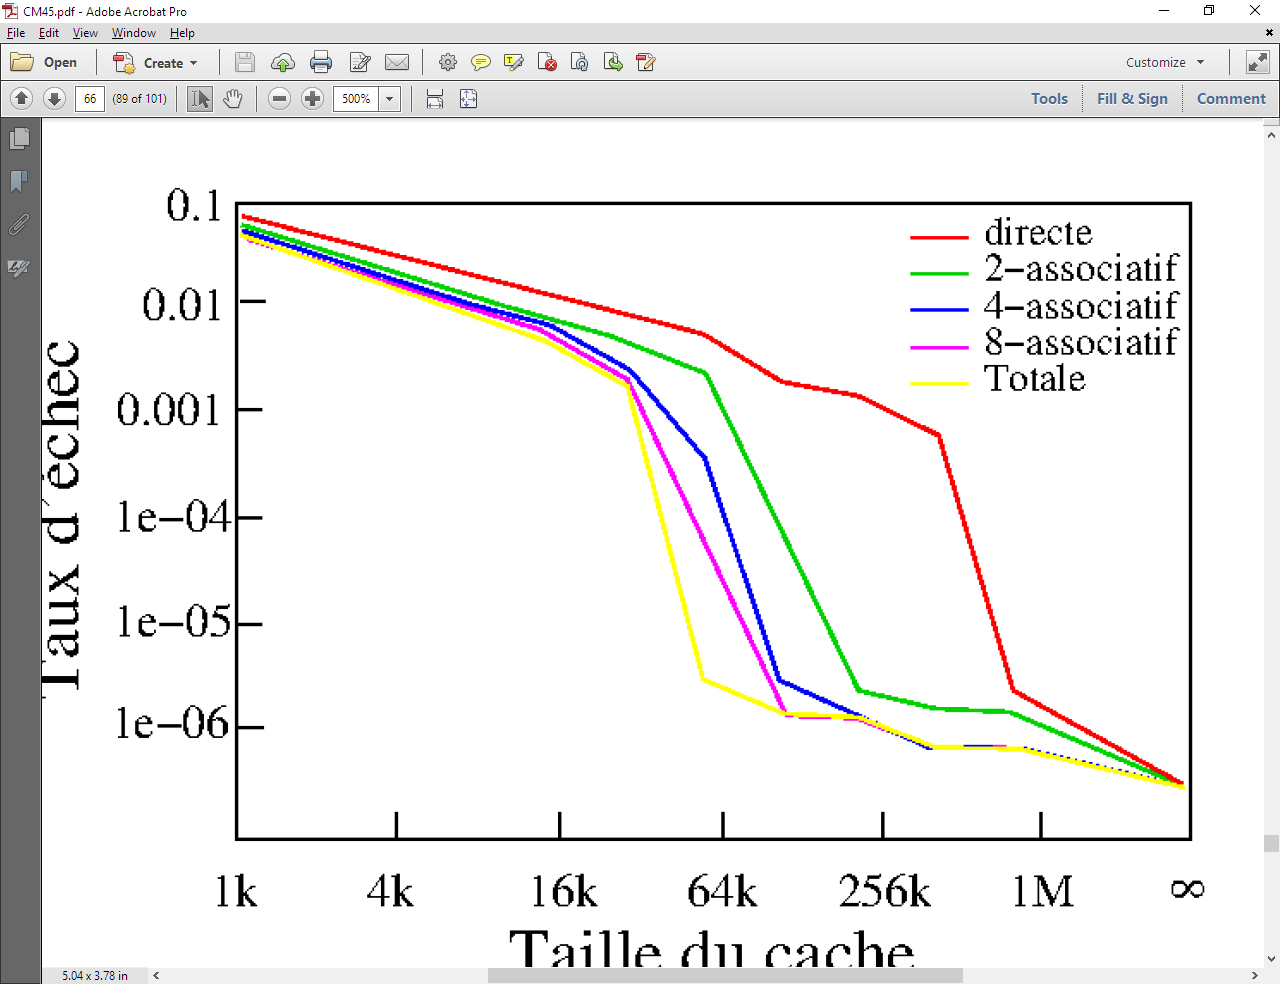 CM45.pdf - Adobe Acrobat Pro
File Edit View Window Help
Open Create Customize
66 (89 of 101) 500% Tools Fill & Sign Comment
0.1
0.01
0.001
1e-04
1e-05
1e-06
Taux d'échec
directe
2-associatif
4-associatif
8-associatif
Totale
1k 4k 16k 64k 256k 1M ∞
Taille du cache
5.04 x 3.78 in